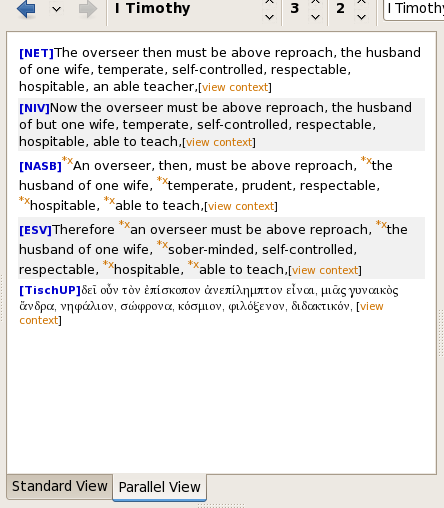 I Timothy 3 2 I Timothy
[NET]The overseer then must be above reproach, the husband
of one wife, temperate, self-controlled, respectable,
hospitable, an able teacher,[view context]
[NIV]Now the overseer must be above reproach, the husband
of but one wife, temperate, self-controlled, respectable,
hospitable, able to teach,[view context]
[NASB]*xAn overseer, then, must be above reproach, *xthe
husband of one wife, *xtemperate, prudent, respectable,
*xhospitable, *xable to teach,[view context]
[ESV]Therefore *xan overseer must be above reproach, *xthe
husband of one wife, *xsober-minded, self-controlled,
respectable, *xhospitable, *xable to teach,[view context]
[TischUP]δεῖ οὖν τὸν ἐπίσκοπον ἀνεπίλημπτον εἶναι, μιᾶς γυναικὸς
ἄνδρα, νηφάλιον, σώφρονα, κόσμιον, φιλόξενον, διδακτικόν, [view
context]
Standard View Parallel View